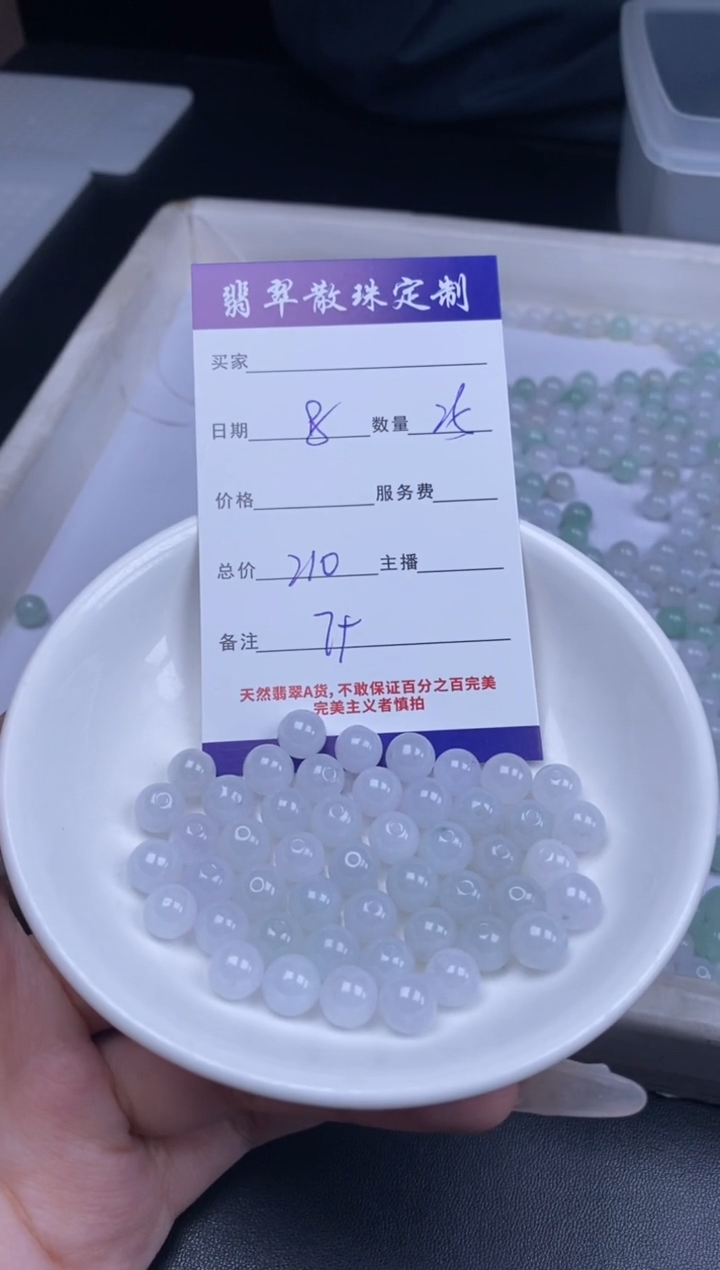 翡翠散珠定制
买家
日期 8 数量
价格 服务费
总价 210 主播
备注 7+
天然翡翠A货,不敢保证百分之百完美
完美主义者慎拍